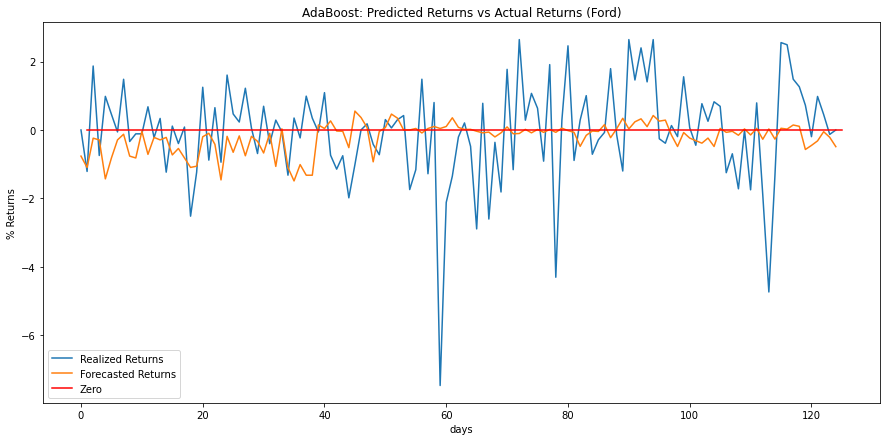 AdaBoost: Predicted Returns vs Actual Returns (Ford)
% Returns
2
0
−2
−4
−6
Realized Returns
Forecasted Returns
Zero
0
20
40
60
80
100
120
days